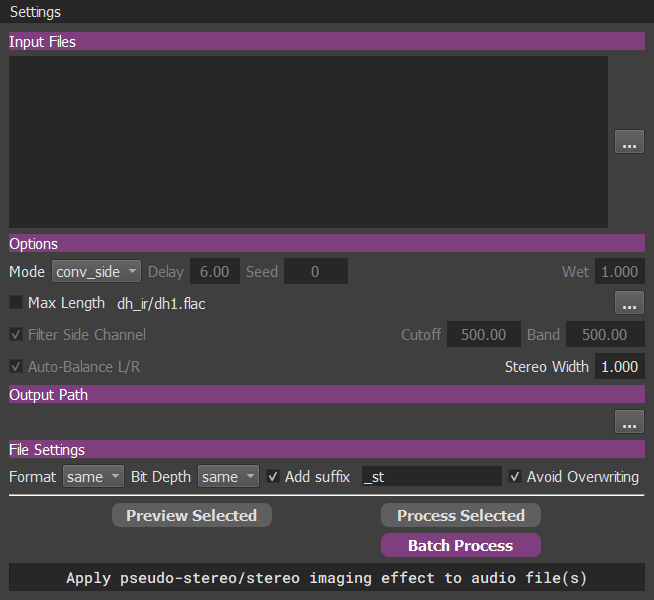 Settings
Input Files
...
Options
Mode conv_side Delay 6.00 Seed 0 Wet 1.000
Max Length dh_ir/dh1.flac ...
Filter Side Channel Cutoff 500.00 Band 500.00
Auto-Balance L/R Stereo Width 1.000
Output Path
...
File Settings
Format same Bit Depth same Add suffix _st Avoid Overwriting
Preview Selected Process Selected
Batch Process
Apply pseudo-stereo/stereo imaging effect to audio file(s)